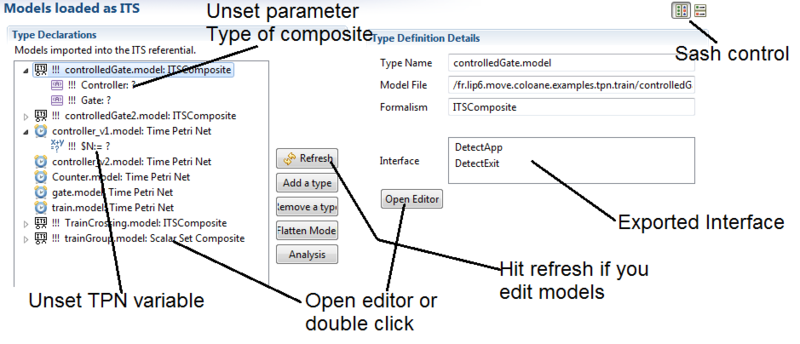 Models loaded as ITS
Unset parameter
Type of composite
Sash control
Type Declarations
Models imported into the ITS referential.
!!! controlledGate.model: ITSComposite
!!! Controller: ?
!!! Gate: ?
!!! controlledGate2.model: ITSComposite
controller_v1.model: Time Petri Net
X+Y
=?
!!! $N:= ?
controller_v2.model: Time Petri Net
Counter.model: Time Petri Net
gate.model: Time Petri Net
train.model: Time Petri Net
!!! TrainCrossing.model: ITSComposite
!!! trainGroup.model: Scalar Set Composite
Refresh
Add a type
Remove a type
Flatten Mode
Analysis
Type Definition Details
Type Name
controlledGate.model
Model File
/fr.lip6.move.coloane.examples.tpn.train/controlledG
Formalism
ITSComposite
Interface
DetectApp
DetectExit
Open Editor
Exported Interface
Hit refresh if you
edit models
Unset TPN variable
Open editor or
double click